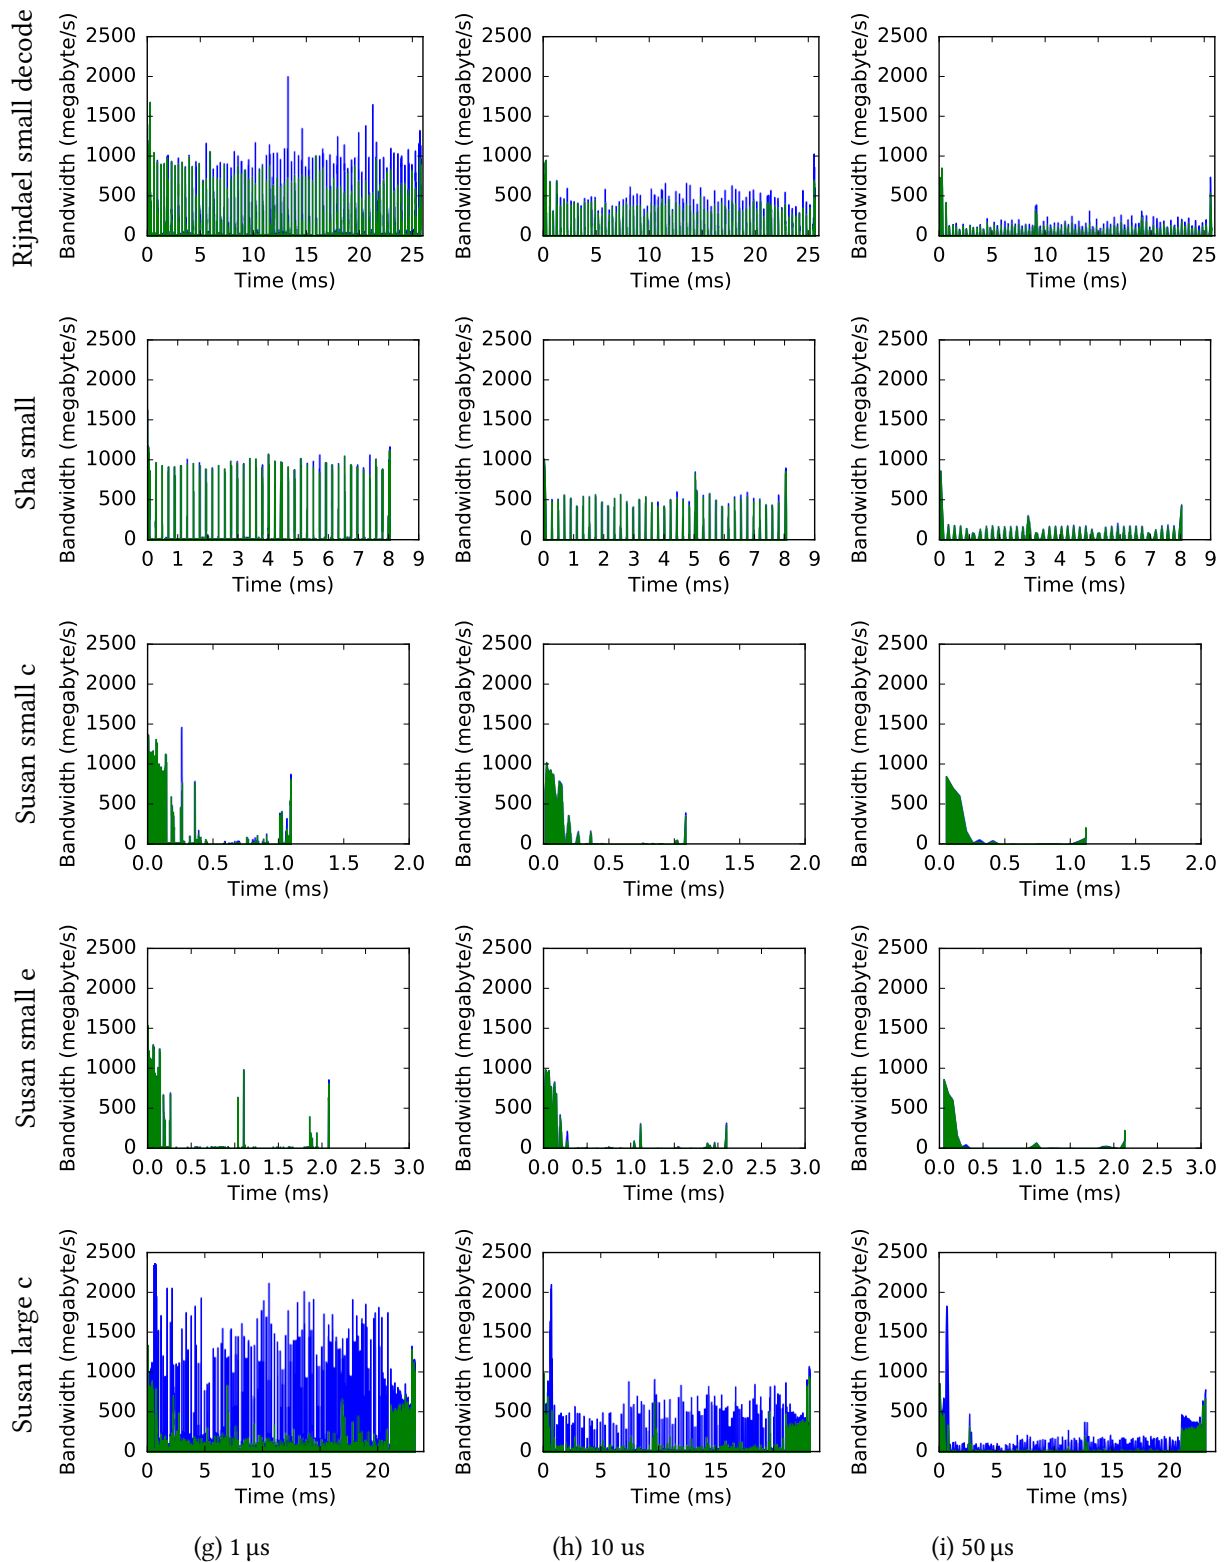 Rijndael small decode
Bandwidth (megabyte/s)
2500
2000
1500
1000
500
0
0 5 10 15 20 25
Time (ms)
Bandwidth (megabyte/s)
2500
2000
1500
1000
500
0
0 5 10 15 20 25
Time (ms)
Bandwidth (megabyte/s)
2500
2000
1500
1000
500
0
0 5 10 15 20 25
Time (ms)
Sha small
Bandwidth (megabyte/s)
2500
2000
1500
1000
500
0
0 1 2 3 4 5 6 7 8 9
Time (ms)
Bandwidth (megabyte/s)
2500
2000
1500
1000
500
0
0 1 2 3 4 5 6 7 8 9
Time (ms)
Bandwidth (megabyte/s)
2500
2000
1500
1000
500
0
0 1 2 3 4 5 6 7 8 9
Time (ms)
Susan small c
Bandwidth (megabyte/s)
2500
2000
1500
1000
500
0
0.0 0.5 1.0 1.5 2.0
Time (ms)
Bandwidth (megabyte/s)
2500
2000
1500
1000
500
0
0.0 0.5 1.0 1.5 2.0
Time (ms)
Bandwidth (megabyte/s)
2500
2000
1500
1000
500
0
0.0 0.5 1.0 1.5 2.0
Time (ms)
Susan small e
Bandwidth (megabyte/s)
2500
2000
1500
1000
500
0
0.0 0.5 1.0 1.5 2.0 2.5 3.0
Time (ms)
Bandwidth (megabyte/s)
2500
2000
1500
1000
500
0
0.0 0.5 1.0 1.5 2.0 2.5 3.0
Time (ms)
Bandwidth (megabyte/s)
2500
2000
1500
1000
500
0
0.0 0.5 1.0 1.5 2.0 2.5 3.0
Time (ms)
Susan large c
Bandwidth (megabyte/s)
2500
2000
1500
1000
500
0
0 5 10 15 20
Time (ms)
Bandwidth (megabyte/s)
2500
2000
1500
1000
500
0
0 5 10 15 20
Time (ms)
Bandwidth (megabyte/s)
2500
2000
1500
1000
500
0
0 5 10 15 20
Time (ms)
(g) 1 µs
(h) 10 us
(i) 50 µs